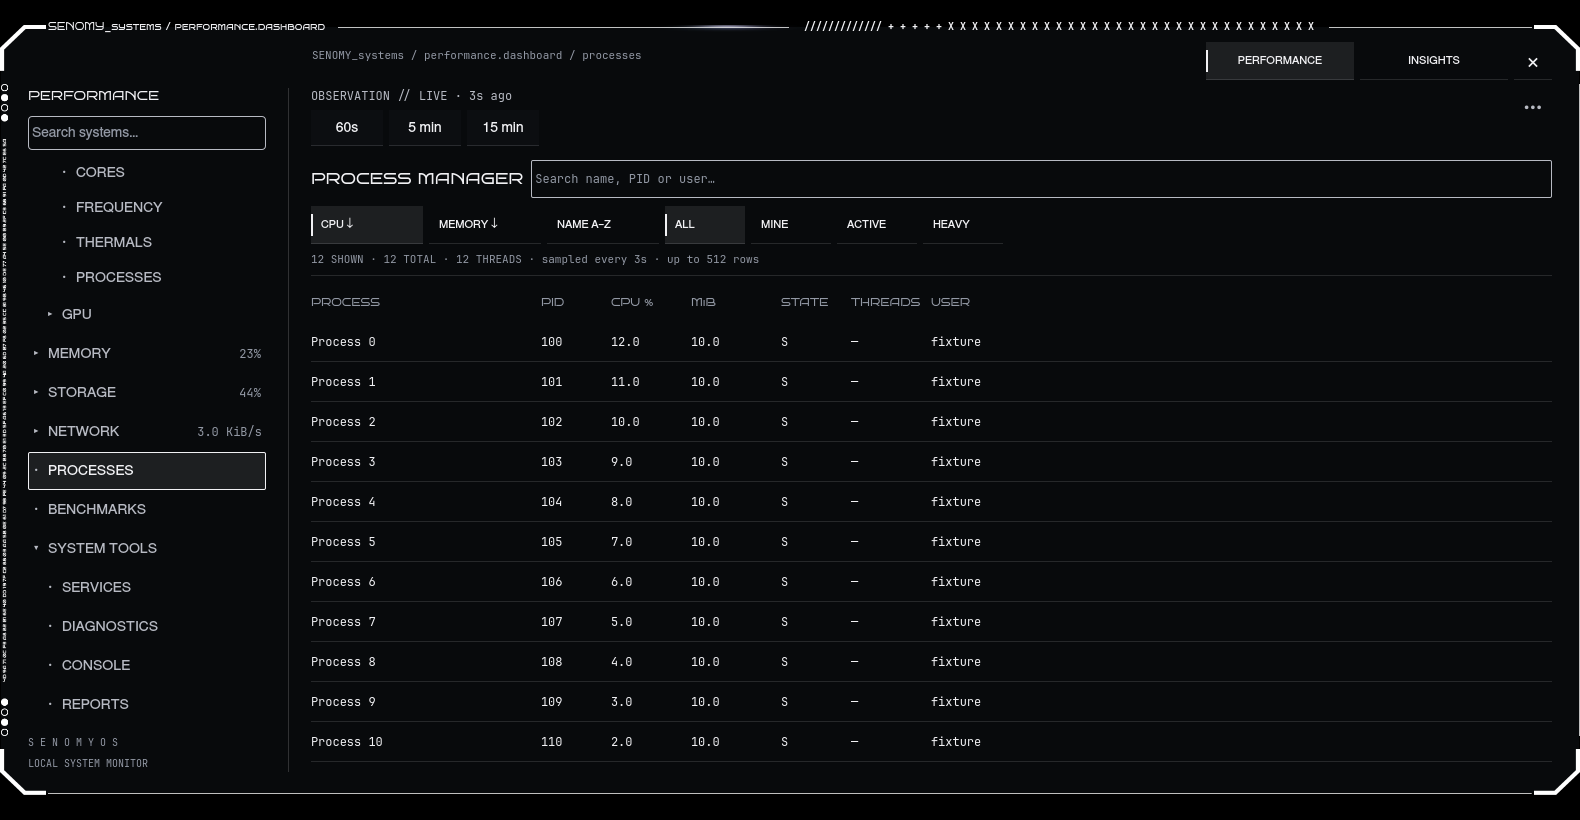 SENOMY_SYSTEMS / PERFORMANCE.DASHBOARD
///////////// + + + + + X X X X X X X X X X X X X X X X X X X X X X X X X X X X X X X
SENOMY_systems / performance.dashboard / processes
PERFORMANCE
INSIGHTS
×
PERFORMANCE
Search systems...
· CORES
· FREQUENCY
· THERMALS
· PROCESSES
▸ GPU
▸ MEMORY 23%
▸ STORAGE 44%
▸ NETWORK 3.0 KiB/s
· PROCESSES
· BENCHMARKS
▾ SYSTEM TOOLS
· SERVICES
· DIAGNOSTICS
· CONSOLE
· REPORTS
SENOMYOS
LOCAL SYSTEM MONITOR
OBSERVATION // LIVE · 3s ago
•••
60s 5 min 15 min
PROCESS MANAGER
Search name, PID or user…
CPU↓ MEMORY↓ NAME A–Z ALL MINE ACTIVE HEAVY
12 SHOWN · 12 TOTAL · 12 THREADS · sampled every 3s · up to 512 rows
PROCESS PID CPU % MiB STATE THREADS USER
Process 0 100 12.0 10.0 S — fixture
Process 1 101 11.0 10.0 S — fixture
Process 2 102 10.0 10.0 S — fixture
Process 3 103 9.0 10.0 S — fixture
Process 4 104 8.0 10.0 S — fixture
Process 5 105 7.0 10.0 S — fixture
Process 6 106 6.0 10.0 S — fixture
Process 7 107 5.0 10.0 S — fixture
Process 8 108 4.0 10.0 S — fixture
Process 9 109 3.0 10.0 S — fixture
Process 10 110 2.0 10.0 S — fixture